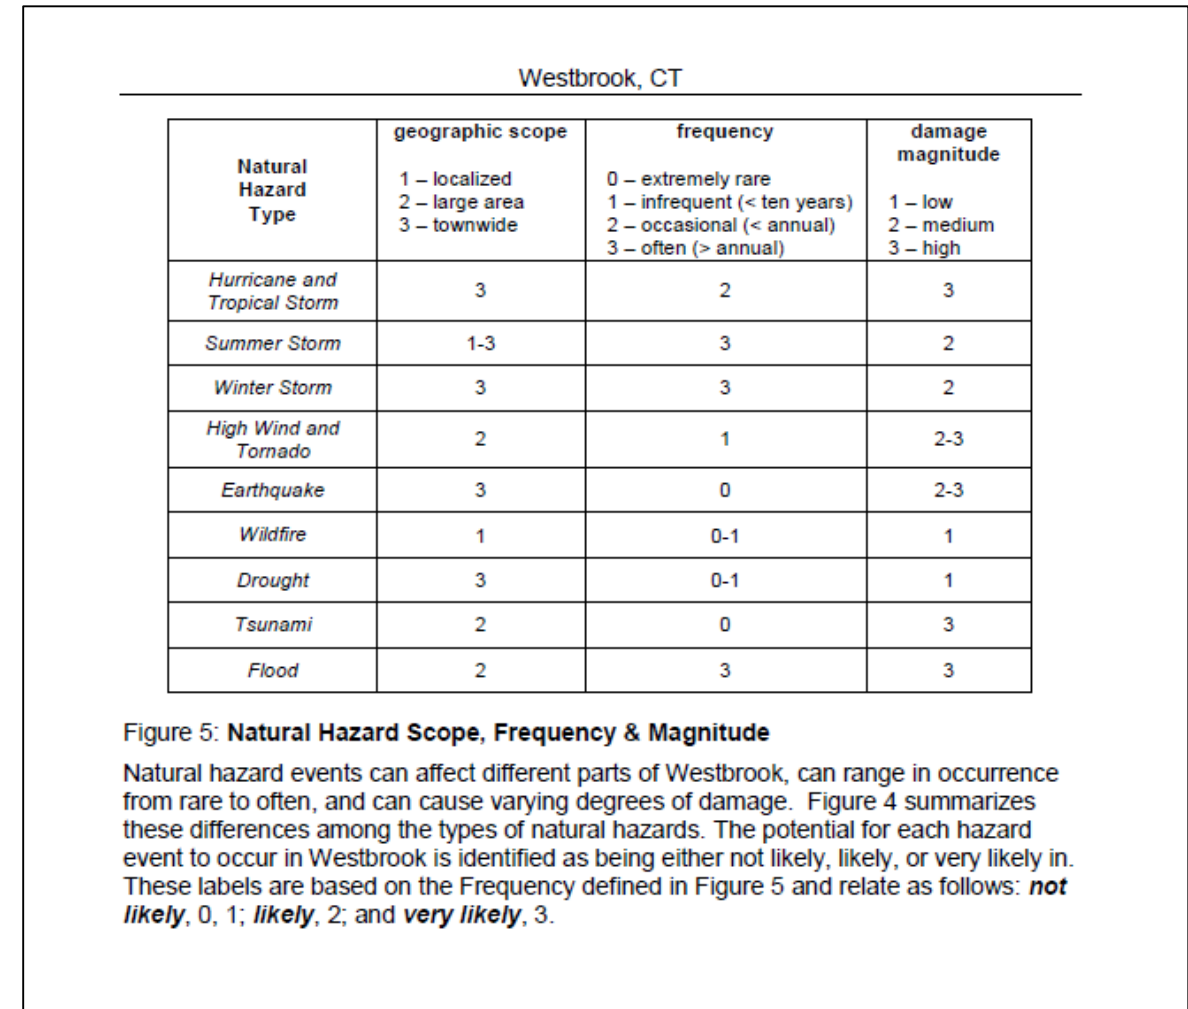 Westbrook, CT
Natural
Hazard
Type
geographic scope
1 – localized
2 – large area
3 – townwide
frequency
0 – extremely rare
1 – infrequent (< ten years)
2 – occasional (< annual)
3 – often (> annual)
damage
magnitude
1 – low
2 – medium
3 – high
Hurricane and
Tropical Storm
3 2 3
Summer Storm 1-3 3 2
Winter Storm 3 3 2
High Wind and
Tornado
2 1 2-3
Earthquake 3 0 2-3
Wildfire 1 0-1 1
Drought 3 0-1 1
Tsunami 2 0 3
Flood 2 3 3
Figure 5: Natural Hazard Scope, Frequency & Magnitude
Natural hazard events can affect different parts of Westbrook, can range in occurrence
from rare to often, and can cause varying degrees of damage.  Figure 4 summarizes
these differences among the types of natural hazards. The potential for each hazard
event to occur in Westbrook is identified as being either not likely, likely, or very likely in.
These labels are based on the Frequency defined in Figure 5 and relate as follows: not
likely, 0, 1; likely, 2; and very likely, 3.